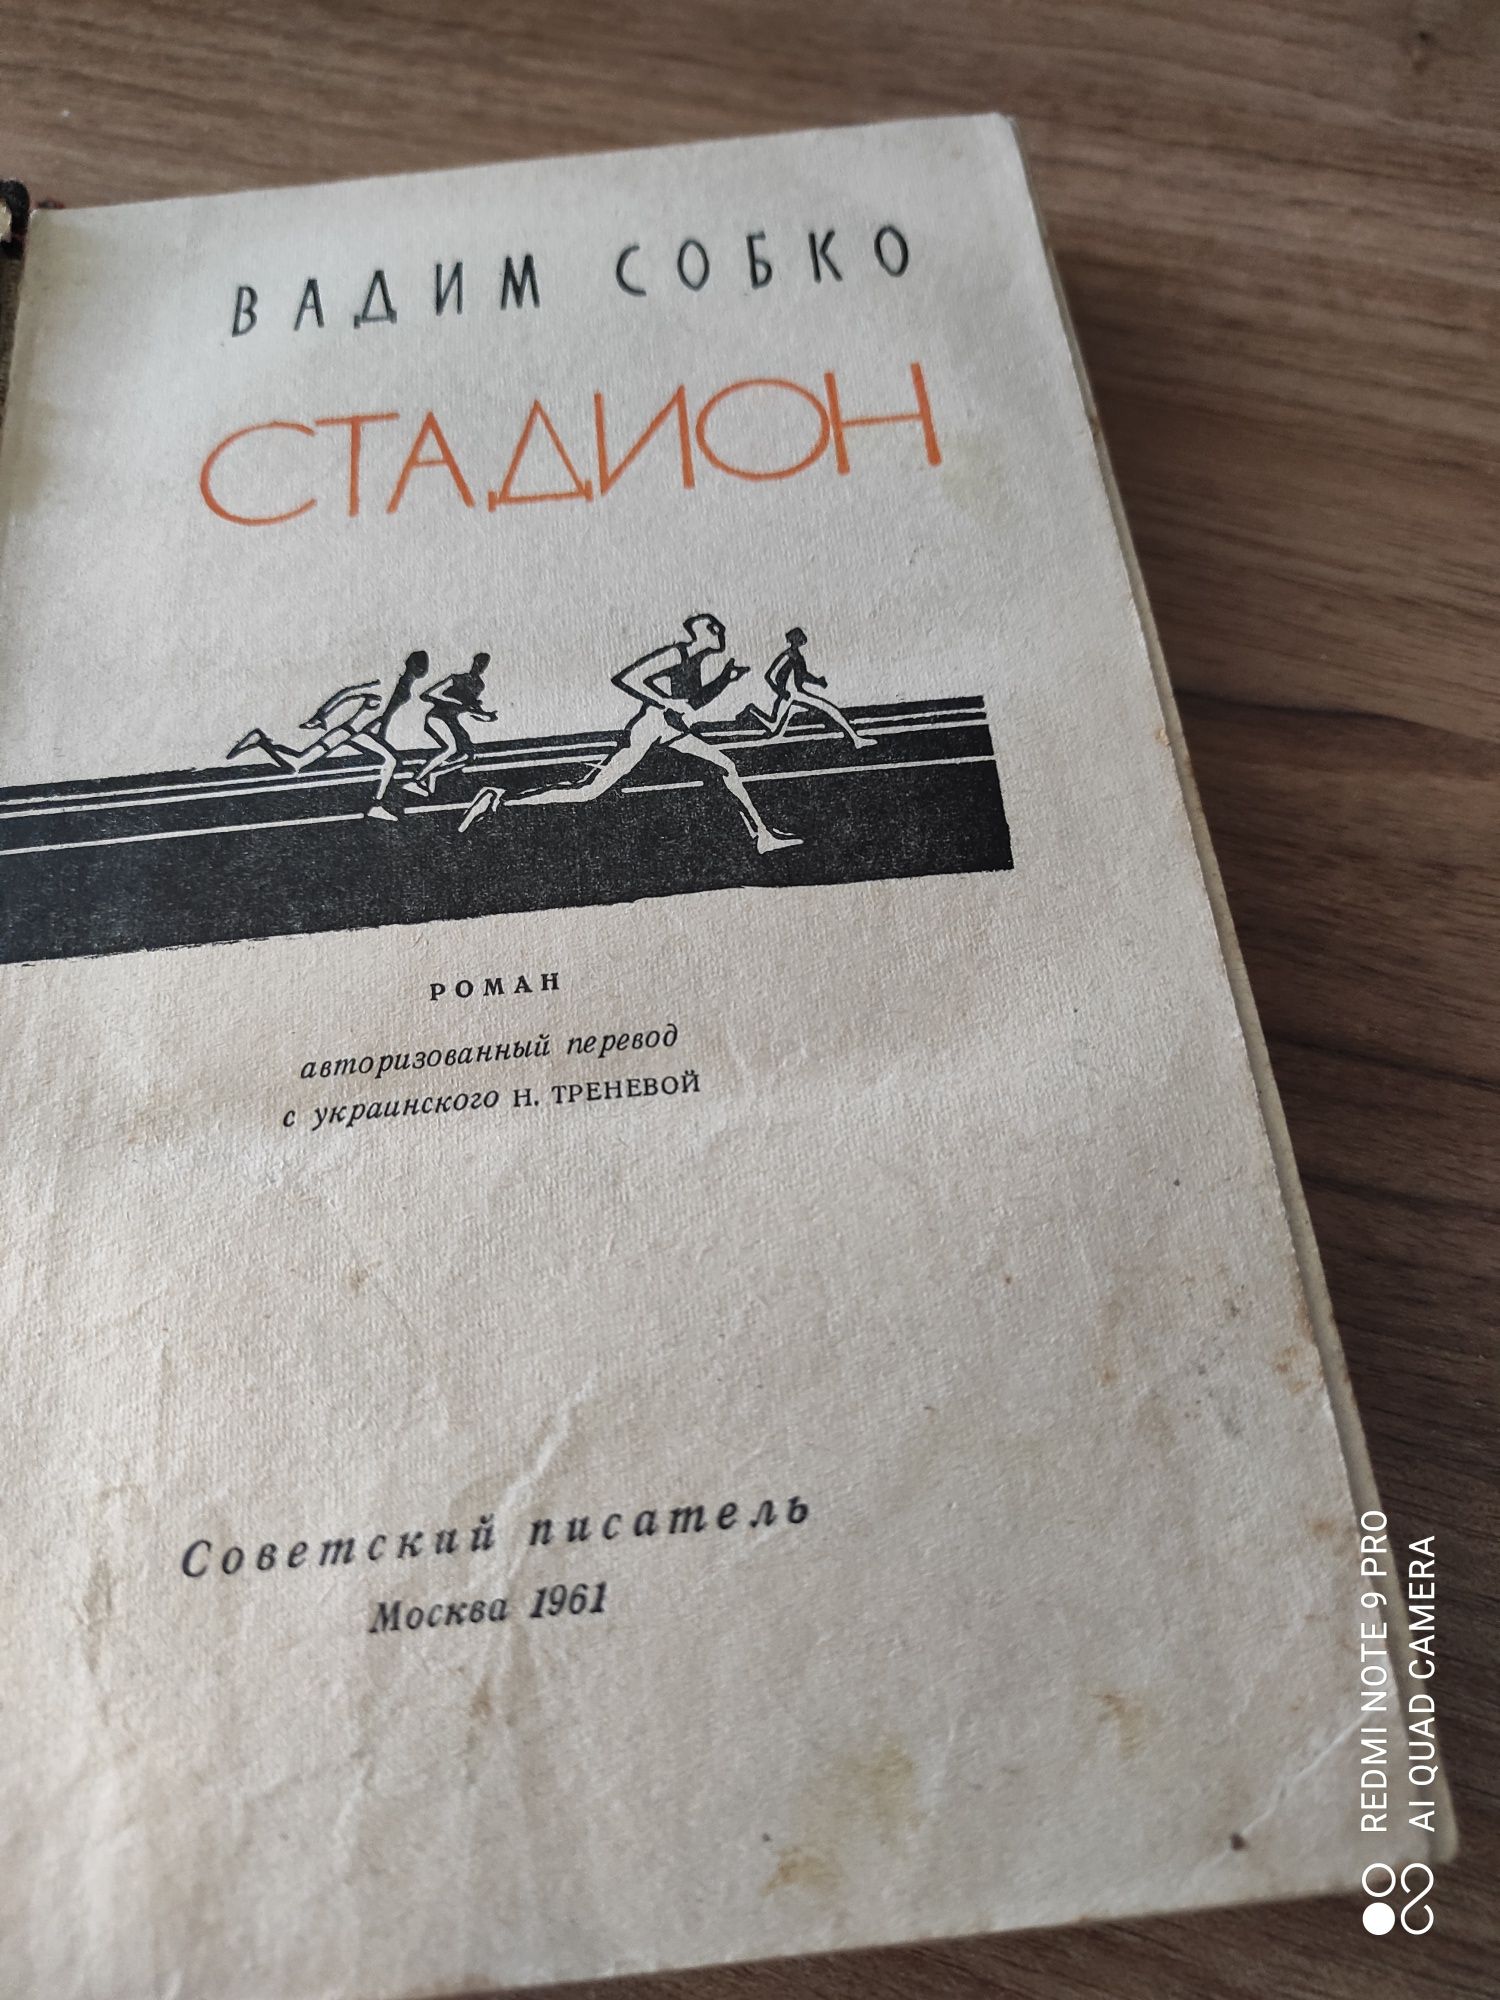 ВАДИМ СОБКО
СТАДИОН
РОМАН
авторизованный перевод
с украинского Н. ТРЕНЕВОЙ
Советский писатель
Москва 1961
REDMI NOTE 9 PRO
AI QUAD CAMERA